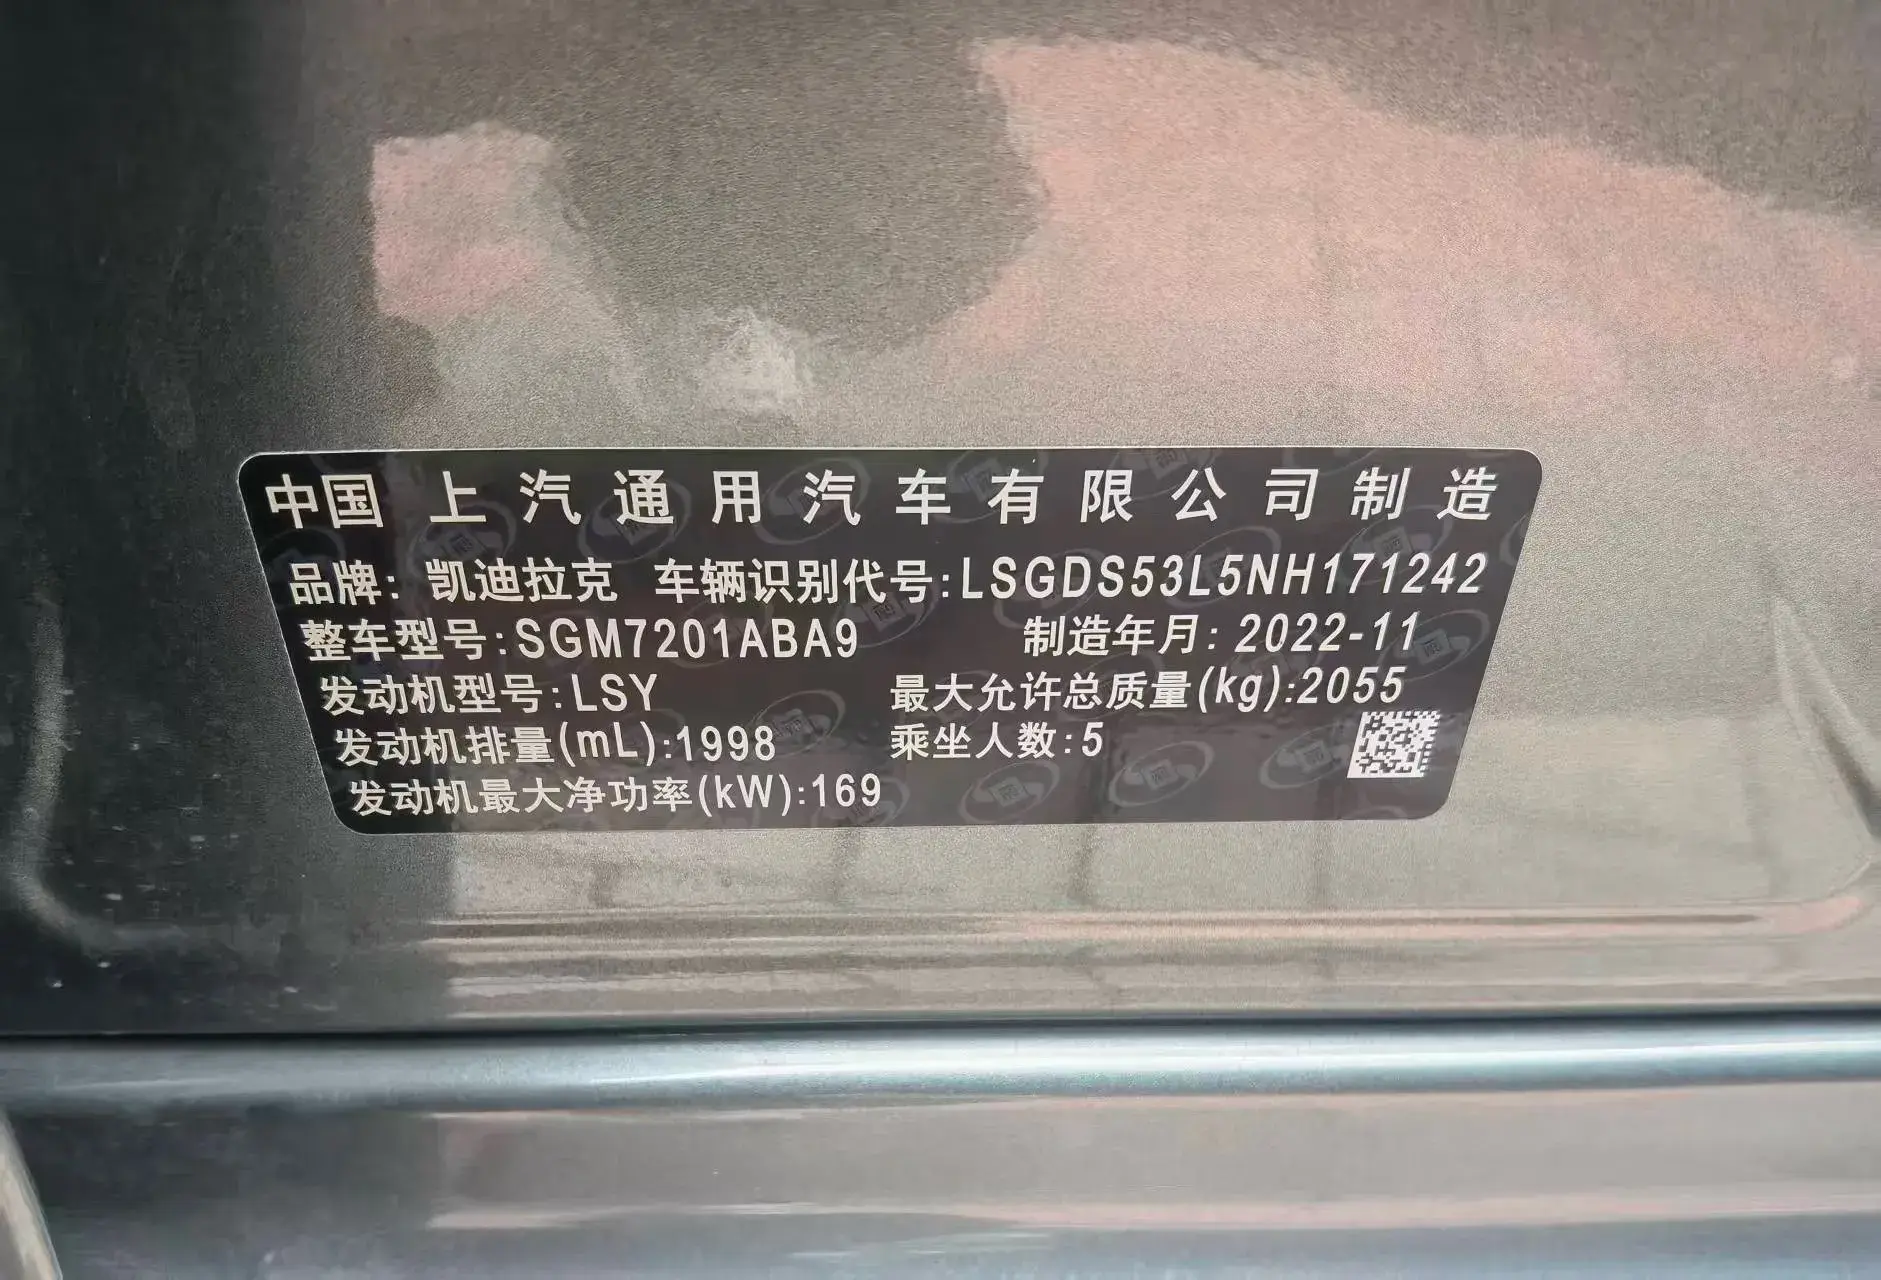 中国 上汽通用汽车有限公司制造
品牌: 凯迪拉克 车辆识别代号:LSGDS53L5NH171242
整车型号:SGM7201ABA9 制造年月: 2022-11
发动机型号:LSY 最大允许总质量(kg):2055
发动机排量(mL):1998 乘坐人数:5
发动机最大净功率(kW):169